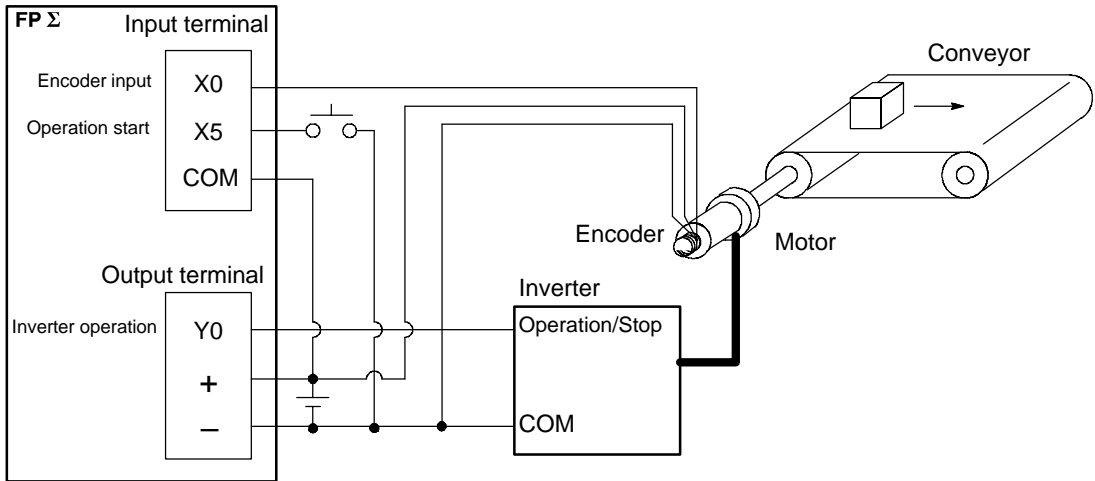 FP Σ
Input terminal
Encoder input
X0
Operation start
X5
COM
Output terminal
Inverter operation
Y0
+
−
Conveyor
Encoder
Motor
Inverter
Operation/Stop
COM